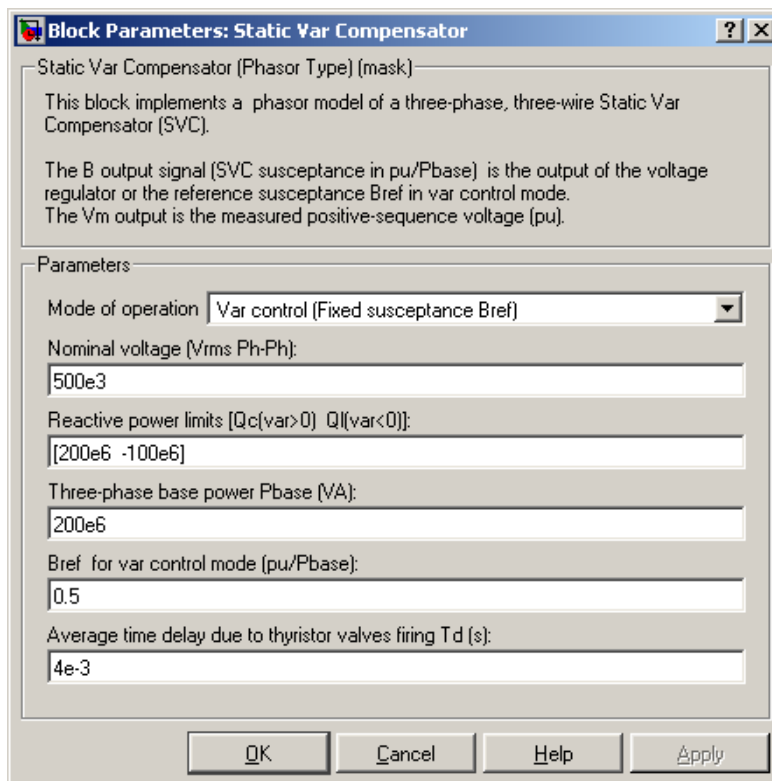 Block Parameters: Static Var Compensator
Static Var Compensator (Phasor Type) (mask)
This block implements a phasor model of a three-phase, three-wire Static Var
Compensator (SVC).
The B output signal (SVC susceptance in pu/Pbase) is the output of the voltage
regulator or the reference susceptance Bref in var control mode.
The Vm output is the measured positive-sequence voltage (pu).
Parameters
Mode of operation Var control (Fixed susceptance Bref)
Nominal voltage (Vrms Ph-Ph):
500e3
Reactive power limits [Qc(var>0) Ql(var<0)]:
[200e6 -100e6]
Three-phase base power Pbase (VA):
200e6
Bref for var control mode (pu/Pbase):
0.5
Average time delay due to thyristor valves firing Td (s):
4e-3
OK Cancel Help Apply